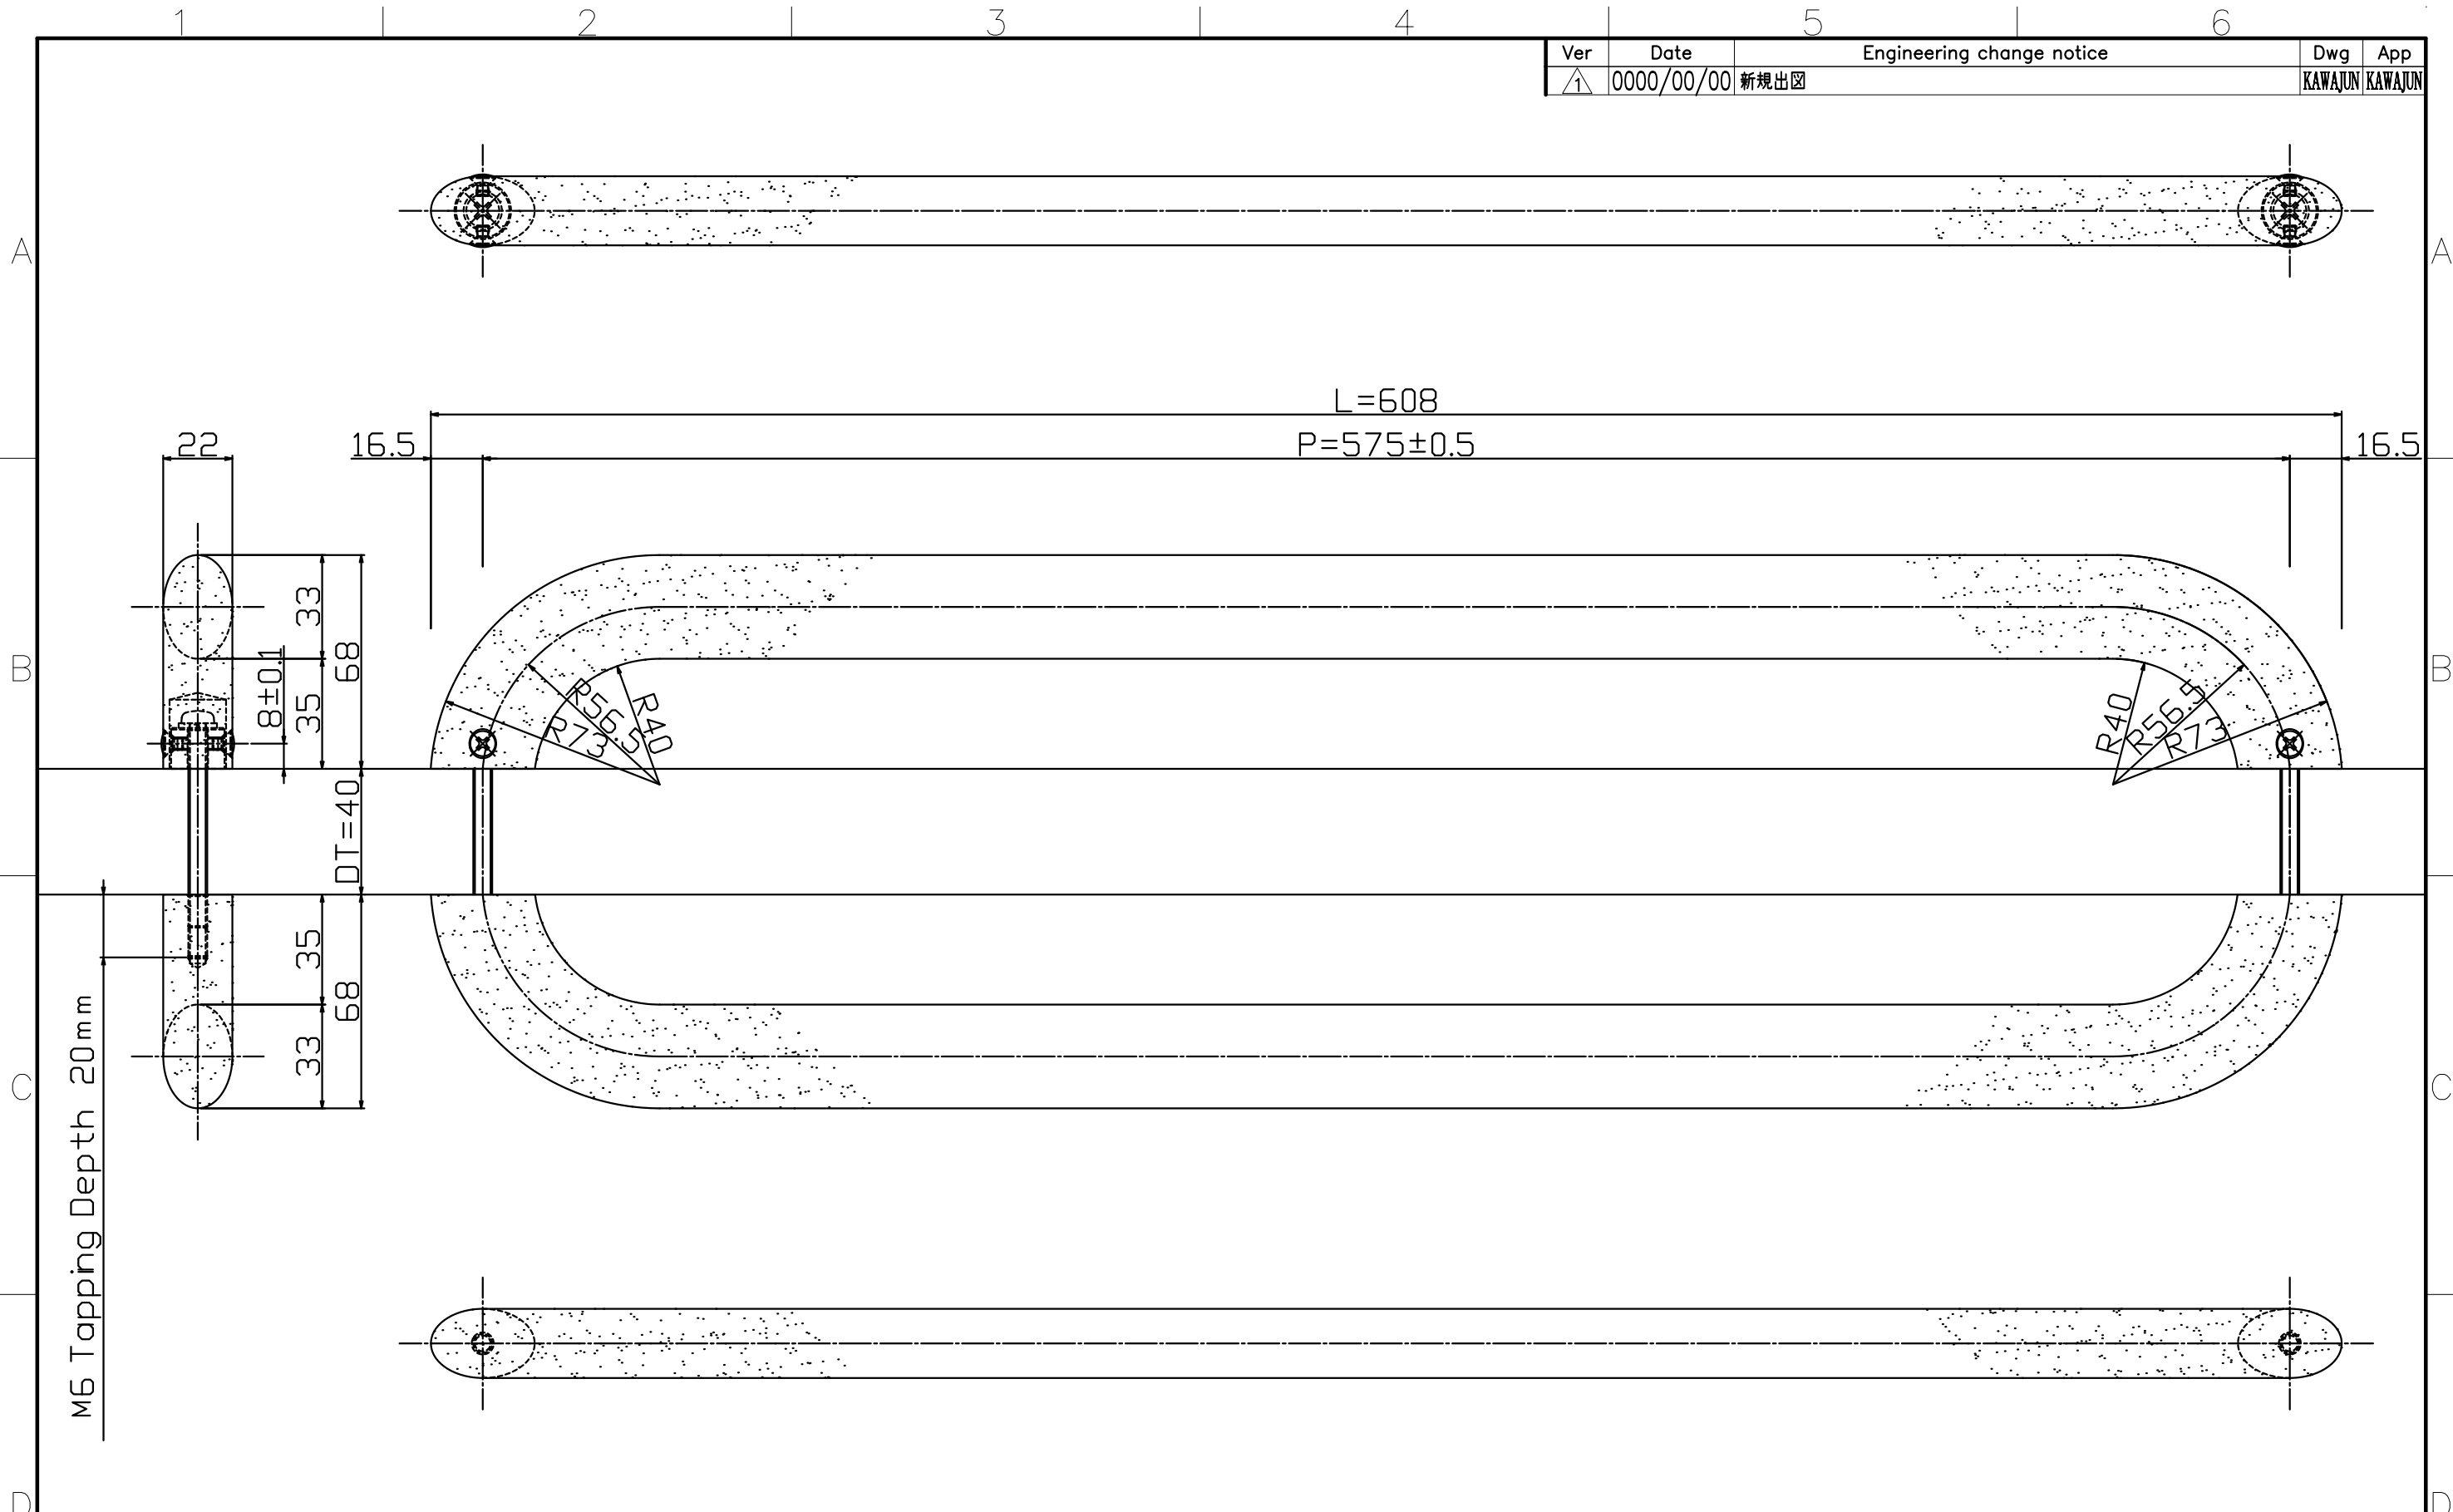 1 2 3 4 5 6
Ver Date Engineering change notice Dwg App
1 0000/00/00 新規出図 KAWAJUN KAWAJUN
A A
L=608
22 16.5 P=575±0.5 16.5
33
68
8±0.1
35
B B
R56.5
R40
R73
R40
R56.5
R73
DT=40
35
68
33
M6 Tapping Depth 20mm
C C
D D